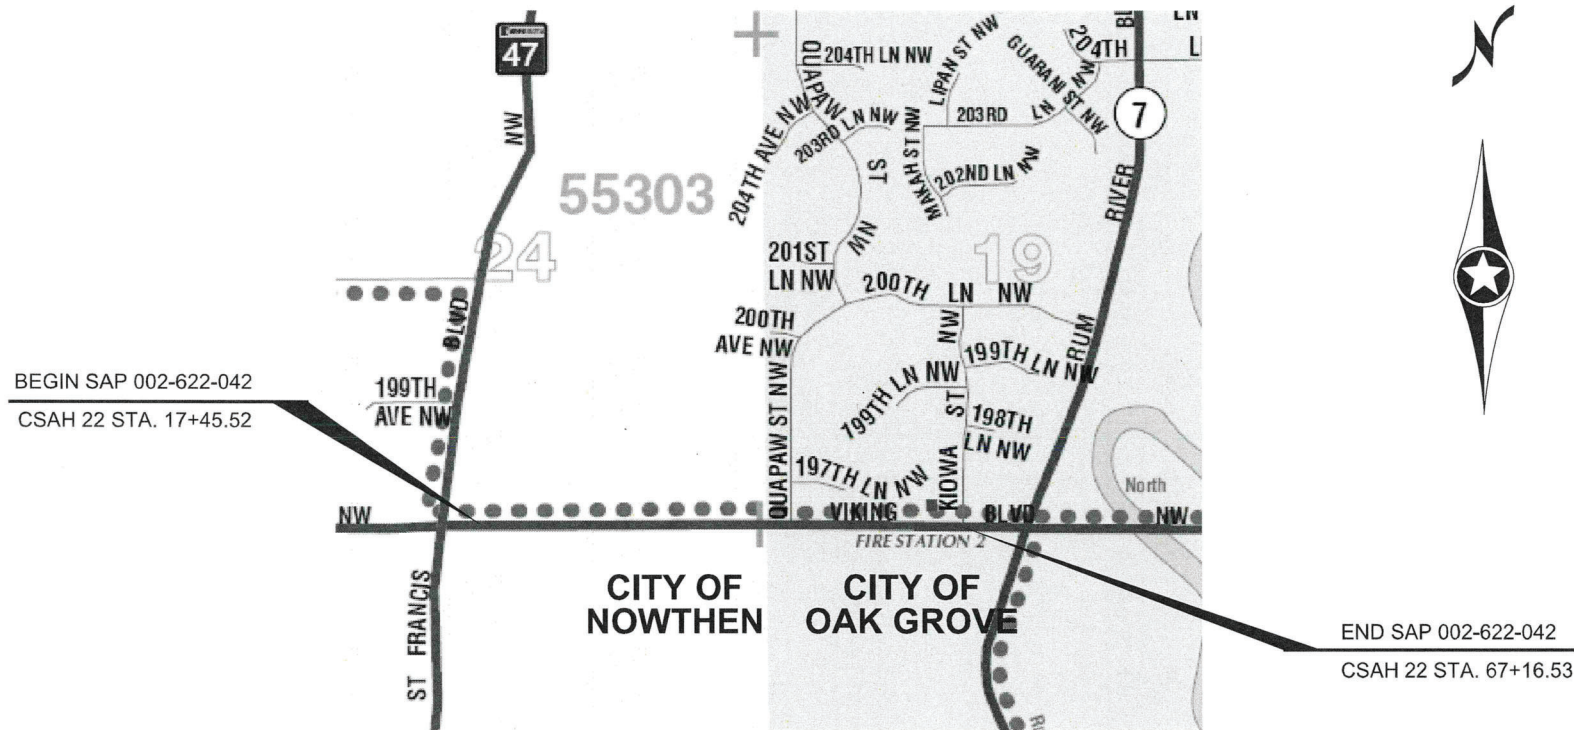 47
NW
55303
24
BLVD
199TH
AVE NW
BEGIN SAP 002-622-042
CSAH 22 STA. 17+45.52
NW
ST FRANCIS
QUAPAW
ST
NW
204TH LN NW
204TH AVE NW
203RD LN NW
LIPAN ST NW
GUARANI ST NW
204TH
LN
L
BL
203RD LN NW
MAKAH ST NW
202ND LN NW
7
RIVER
RUM
19
201ST
LN NW
200TH LN NW
200TH
AVE NW
QUAPAW ST NW
199TH LN NW
199TH LN NW
198TH
LN NW
KIOWA ST NW
197TH LN NW
VIKING BLVD NW
FIRE STATION 2
North
CITY OF
NOWTHEN
CITY OF
OAK GROVE
END SAP 002-622-042
CSAH 22 STA. 67+16.53
N